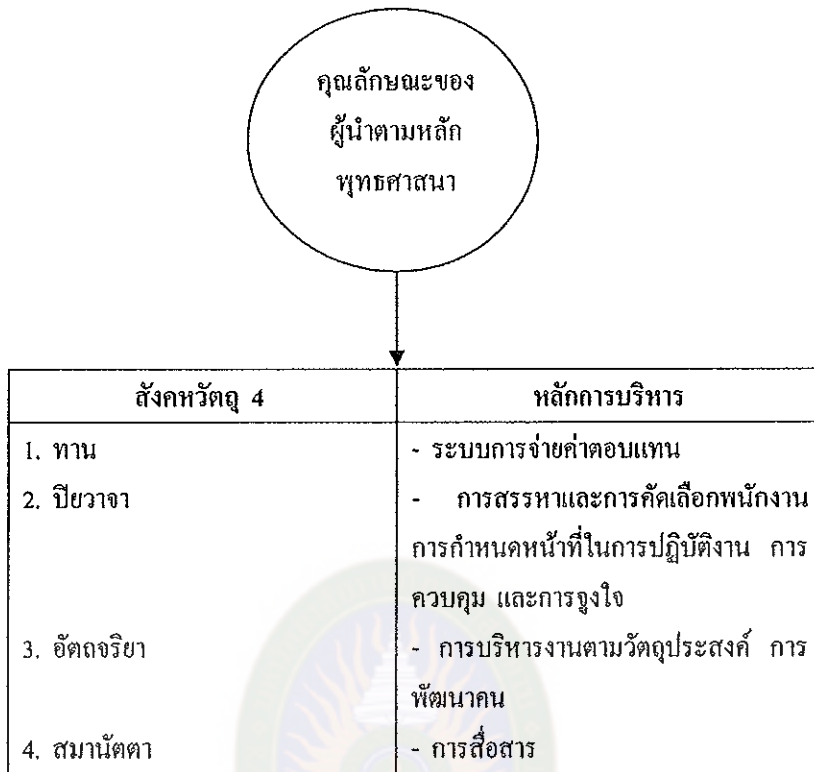 คุณลักษณะของ
ผู้นำตามหลัก
พุทธศาสนา
สังคหวัตถุ 4 หลักการบริหาร
1. ทาน - ระบบการจ่ายค่าตอบแทน
2. ปิยวาจา - การสรรหาและการคัดเลือกพนักงาน
การกำหนดหน้าที่ในการปฏิบัติงาน การ
ควบคุม และการจูงใจ
3. อัตถจริยา - การบริหารงานตามวัตถุประสงค์ การ
พัฒนาคน
4. สมานัตตา - การสื่อสาร